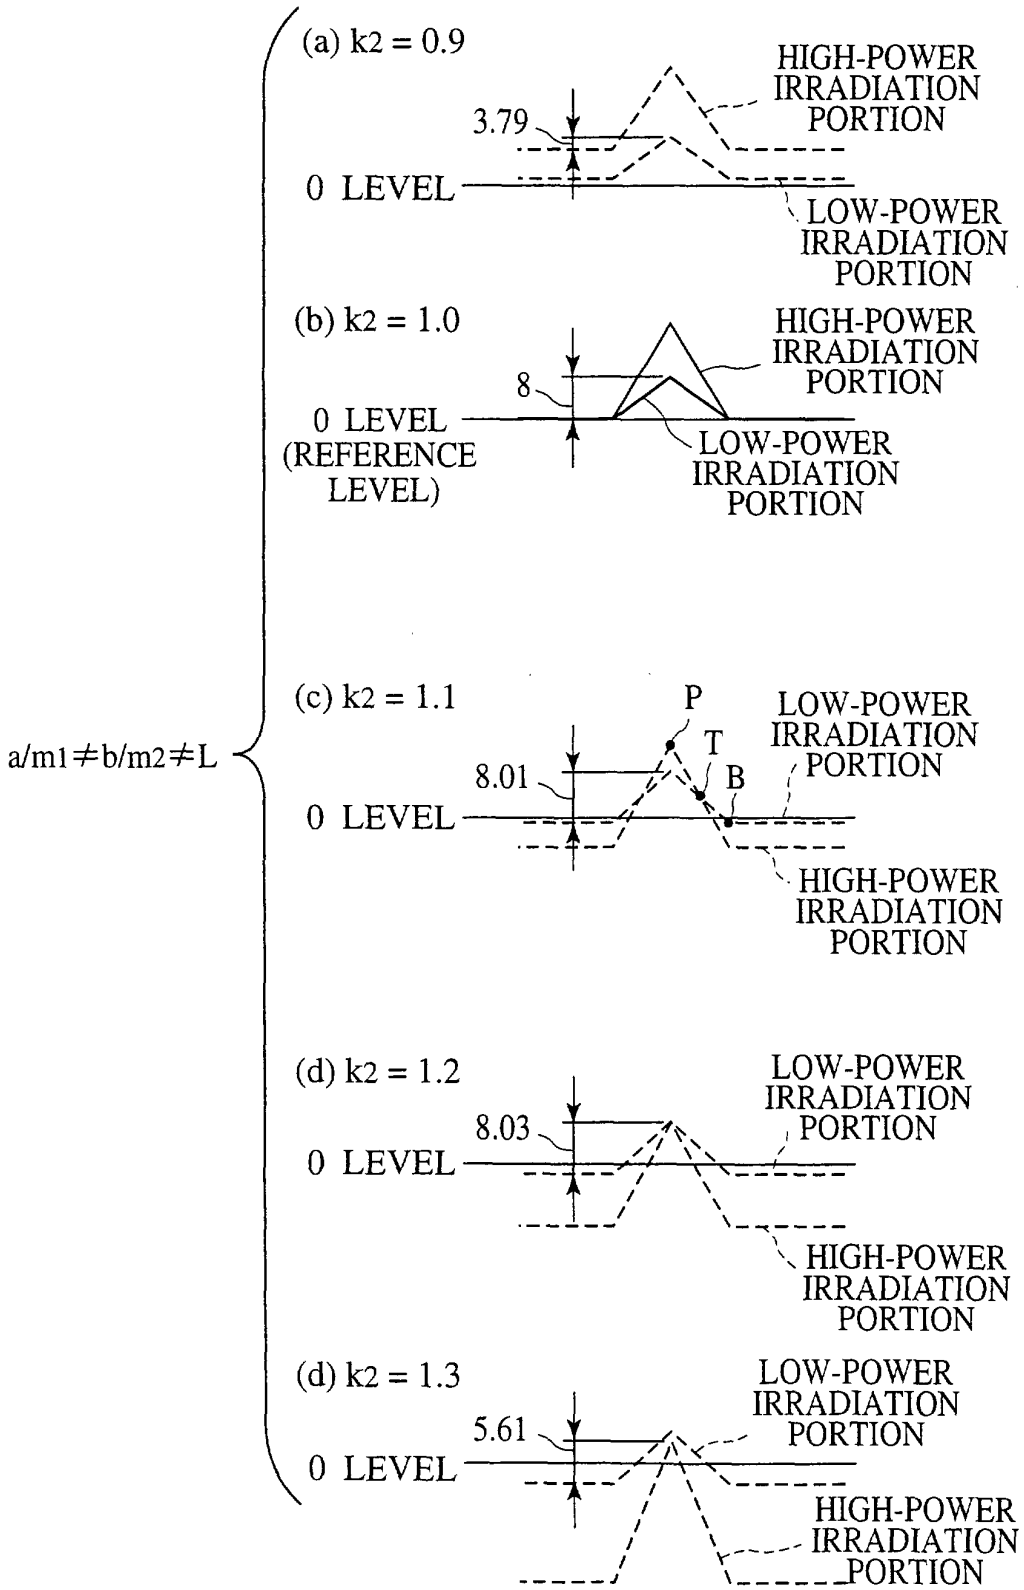 (a) k2 = 0.9
HIGH-POWER
IRRADIATION
PORTION
3.79
0 LEVEL
LOW-POWER
IRRADIATION
PORTION
(b) k2 = 1.0
HIGH-POWER
IRRADIATION
PORTION
8
0 LEVEL
(REFERENCE
LEVEL)
LOW-POWER
IRRADIATION
PORTION
a/m1≠b/m2≠L
(c) k2 = 1.1
P
T
B
LOW-POWER
IRRADIATION
PORTION
8.01
0 LEVEL
HIGH-POWER
IRRADIATION
PORTION
(d) k2 = 1.2
LOW-POWER
IRRADIATION
PORTION
8.03
0 LEVEL
HIGH-POWER
IRRADIATION
PORTION
(d) k2 = 1.3
LOW-POWER
IRRADIATION
PORTION
5.61
0 LEVEL
HIGH-POWER
IRRADIATION
PORTION